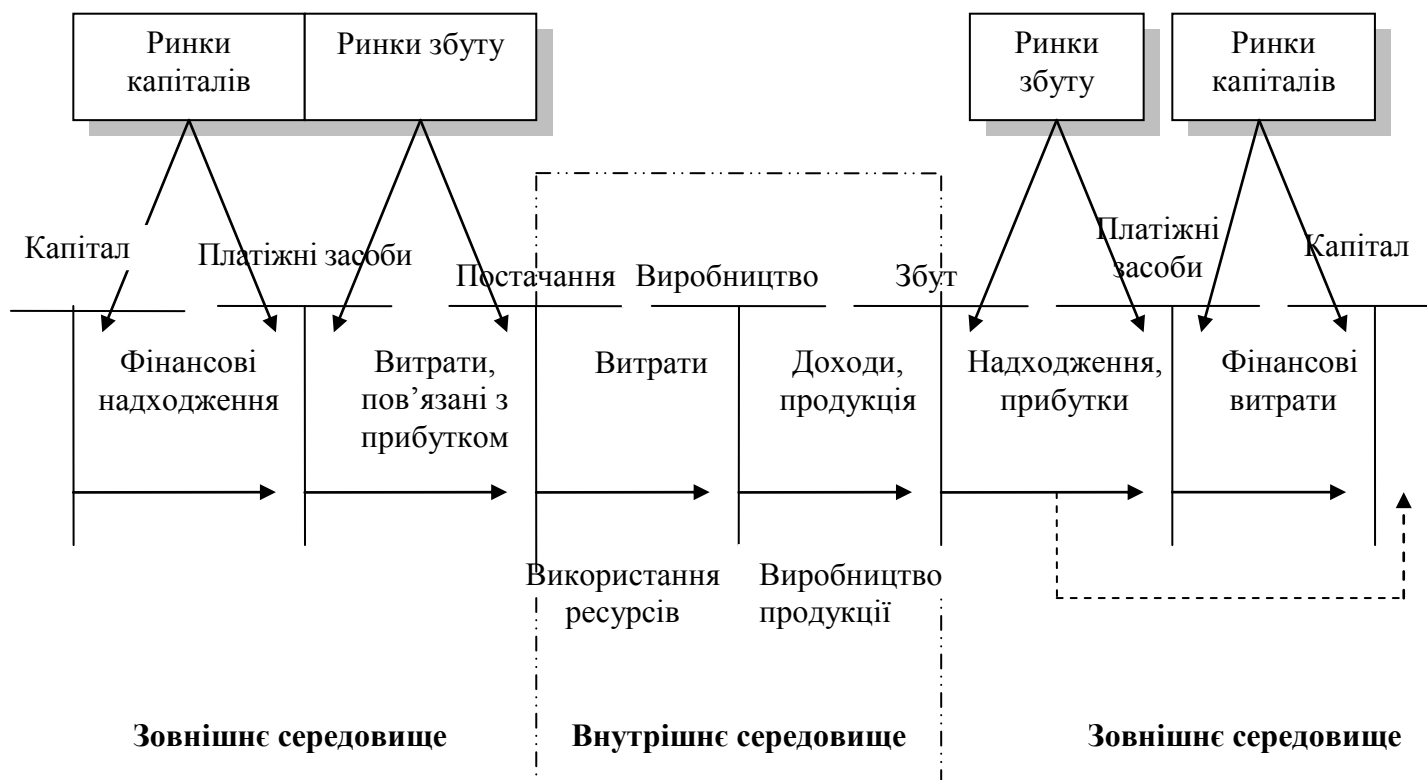 Ринки
капіталів
Ринки збуту
Ринки
збуту
Ринки
капіталів
Капітал
Платіжні засоби
Постачання
Виробництво
Збут
Платіжні
засоби
Капітал
Фінансові
надходження
Витрати,
пов’язані з
прибутком
Витрати
Доходи,
продукція
Надходження,
прибутки
Фінансові
витрати
Використання
ресурсів
Виробництво
продукції
Зовнішнє середовище
Внутрішнє середовище
Зовнішнє середовище